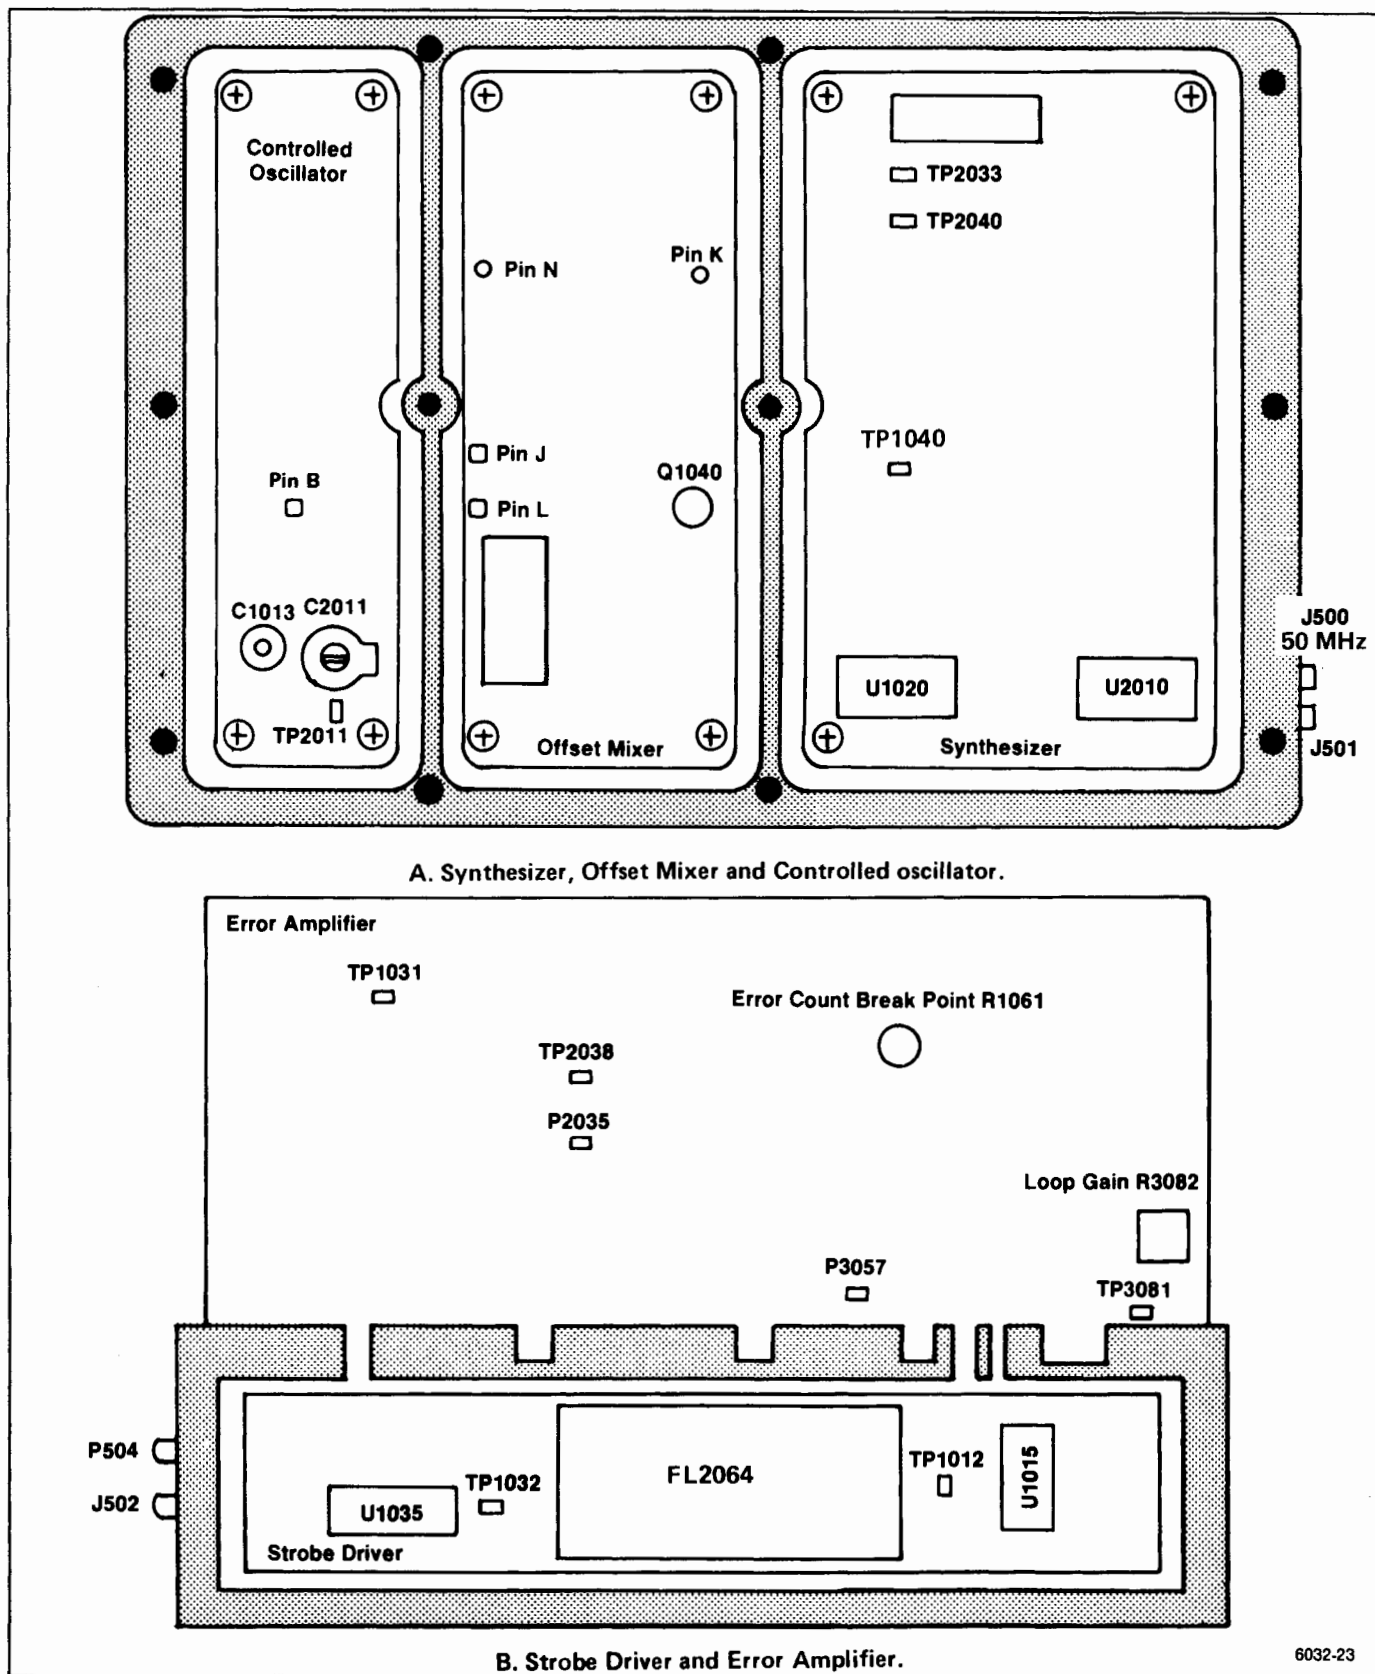 Controlled
Oscillator
TP2033
TP2040
Pin N
Pin K
Pin J
TP1040
Pin B
Pin L
Q1040
C1013 C2011
J500
50 MHz
U1020
U2010
TP2011
Offset Mixer
Synthesizer
J501
A. Synthesizer, Offset Mixer and Controlled oscillator.
Error Amplifier
TP1031
Error Count Break Point R1061
TP2038
P2035
Loop Gain R3082
P3057
TP3081
P504
J502
U1035
TP1032
FL2064
TP1012
U1015
Strobe Driver
B. Strobe Driver and Error Amplifier.
6032-23